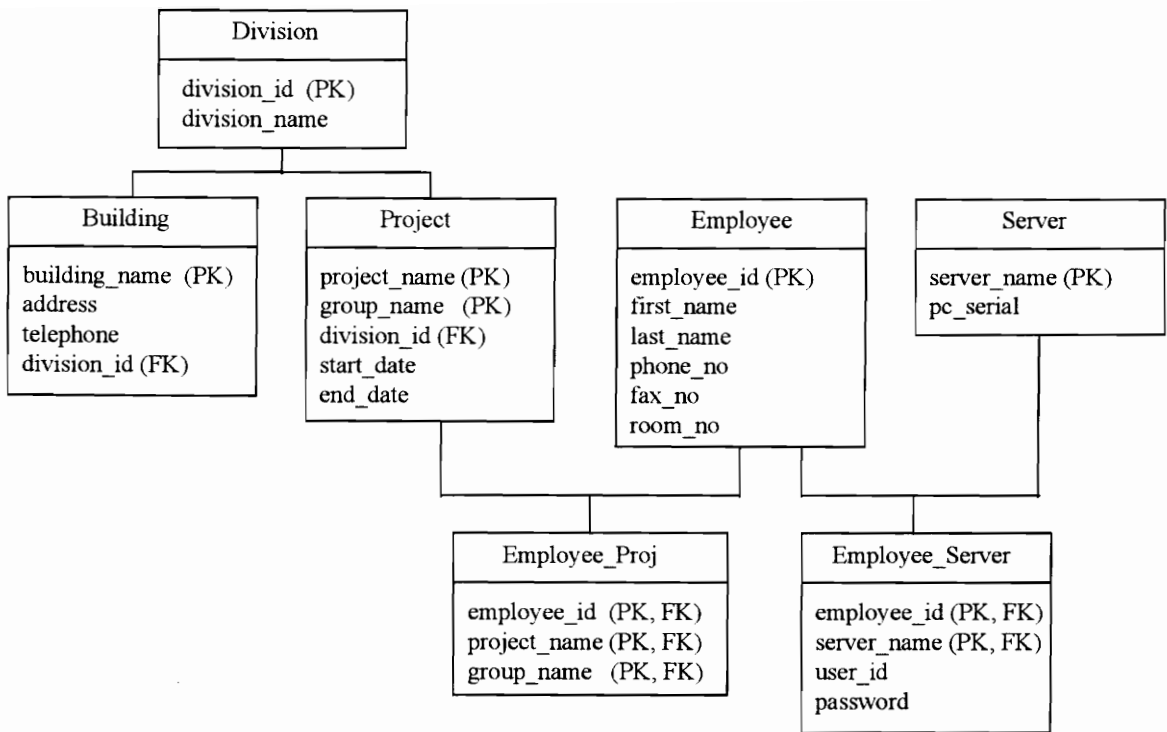 Division
division_id (PK)
division_name
Building
building_name (PK)
address
telephone
division_id (FK)
Project
project_name (PK)
group_name (PK)
division_id (FK)
start_date
end_date
Employee
employee_id (PK)
first_name
last_name
phone_no
fax_no
room_no
Server
server_name (PK)
pc_serial
Employee_Proj
employee_id (PK, FK)
project_name (PK, FK)
group_name (PK, FK)
Employee_Server
employee_id (PK, FK)
server_name (PK, FK)
user_id
password